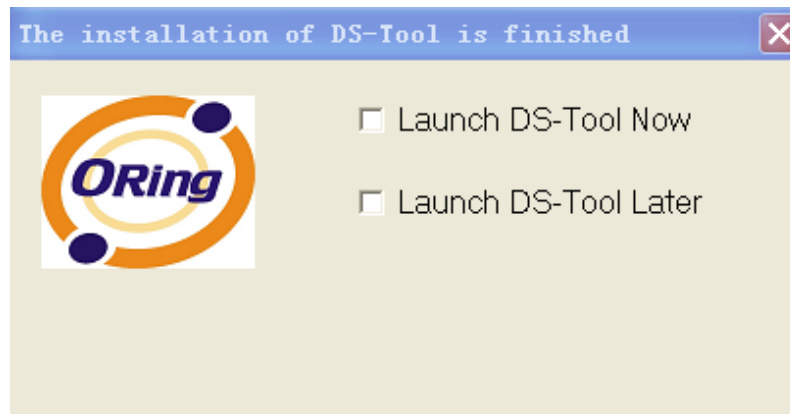 The installation of DS-Tool is finished
ORing
Launch DS-Tool Now
Launch DS-Tool Later